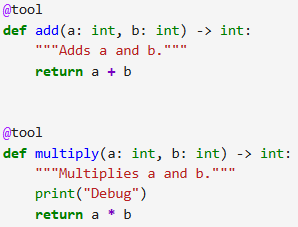 @tool
def add(a: int, b: int) -> int:
    """Adds a and b."""
    return a + b


@tool
def multiply(a: int, b: int) -> int:
    """Multiplies a and b."""
    print("Debug")
    return a * b